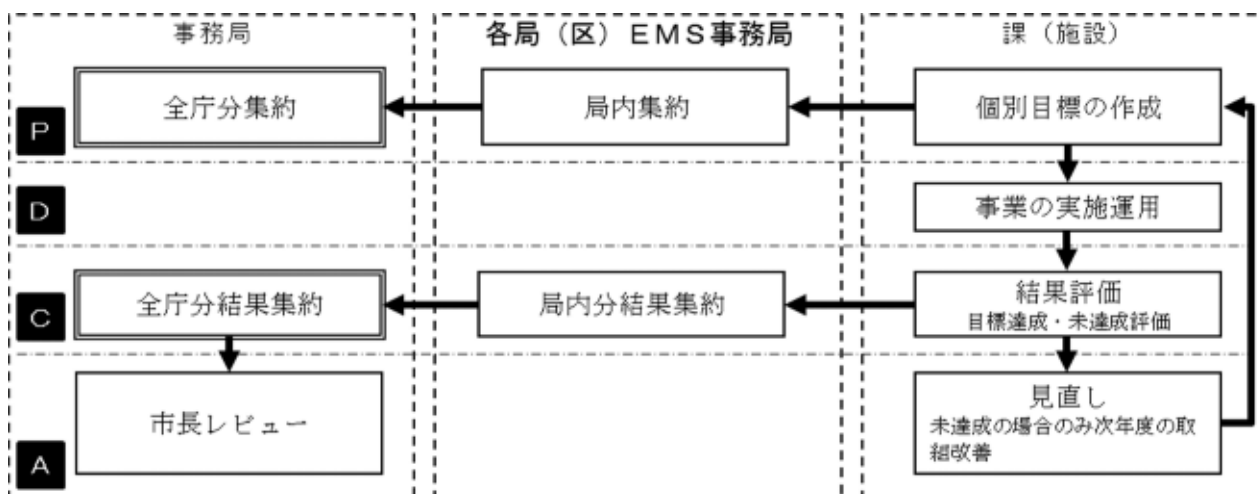 事務局
各局（区）ＥＭＳ事務局
課（施設）
P
全庁分集約
局内集約
個別目標の作成
D
事業の実施運用
C
全庁分結果集約
局内分結果集約
結果評価
目標達成・未達成評価
A
市長レビュー
見直し
未達成の場合のみ次年度の取
組改善